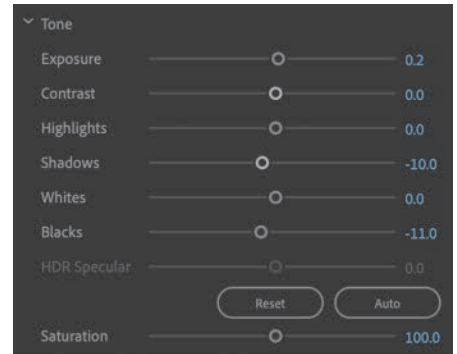 Tone
Exposure 0.2
Contrast 0.0
Highlights 0.0
Shadows -10.0
Whites 0.0
Blacks -11.0
HDR Specular 0.0
Reset Auto
Saturation 100.0